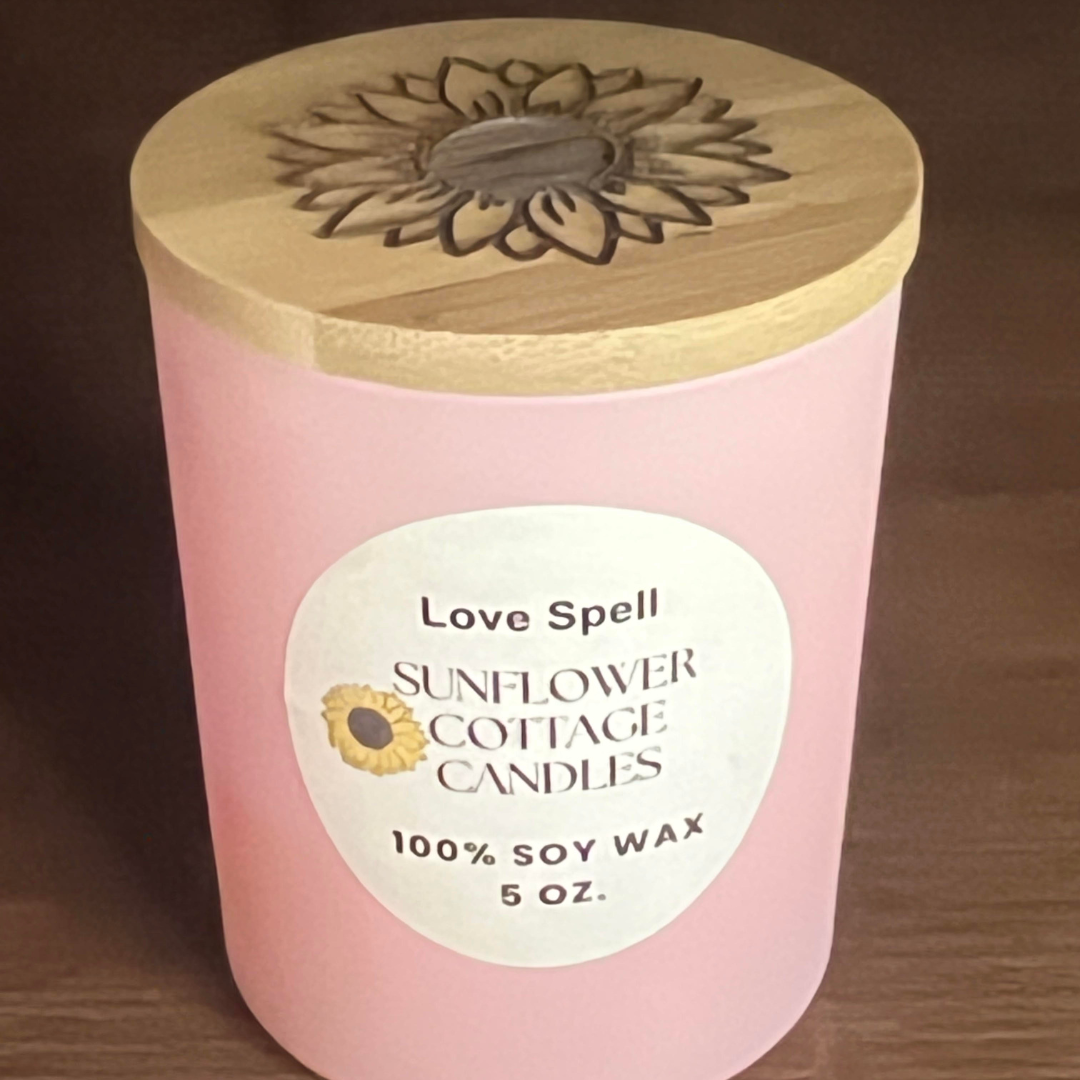 Love Spell
SUNFLOWER
COTTAGE
CANDLES
100% SOY WAX
5 OZ.